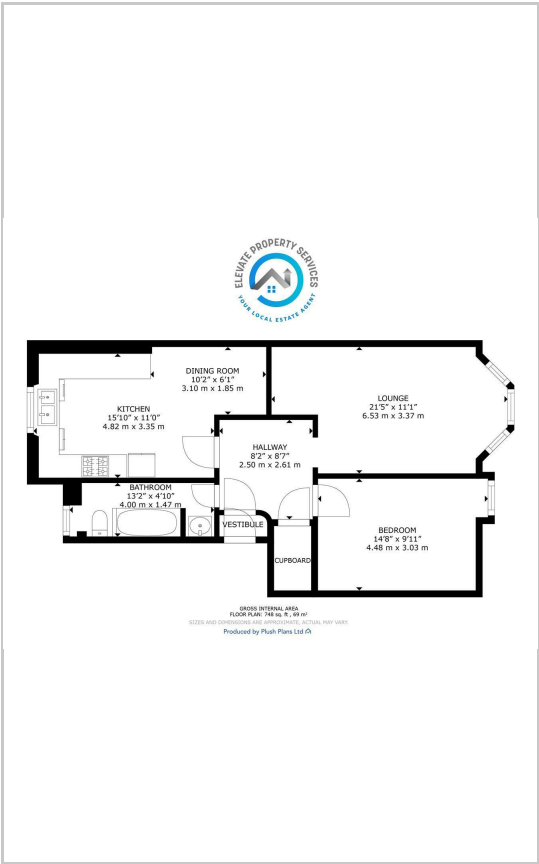 ELEVATE PROPERTY SERVICES
YOUR LOCAL ESTATE AGENT
DINING ROOM
10'2" x 6'1"
3.10 m x 1.85 m
LOUNGE
21'5" x 11'1"
6.53 m x 3.37 m
KITCHEN
15'10" x 11'0"
4.82 m x 3.35 m
HALLWAY
8'2" x 8'7"
2.50 m x 2.61 m
BATHROOM
13'2" x 4'10"
4.00 m x 1.47 m
VESTIBULE
BEDROOM
14'8" x 9'11"
4.48 m x 3.03 m
CUPBOARD
GROSS INTERNAL AREA
FLOOR PLAN: 748 sq. ft , 69 m²
SIZES AND DIMENSIONS ARE APPROXIMATE, ACTUAL MAY VARY
Produced by Plush Plans Ltd